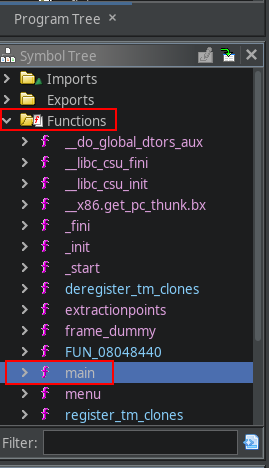 Program Tree ×
Symbol Tree
Imports
Exports
Functions
__do_global_dtors_aux
__libc_csu_fini
__libc_csu_init
__x86.get_pc_thunk.bx
_fini
_init
_start
deregister_tm_clones
extractionpoints
frame_dummy
FUN_08048440
main
menu
register_tm_clones
Filter: